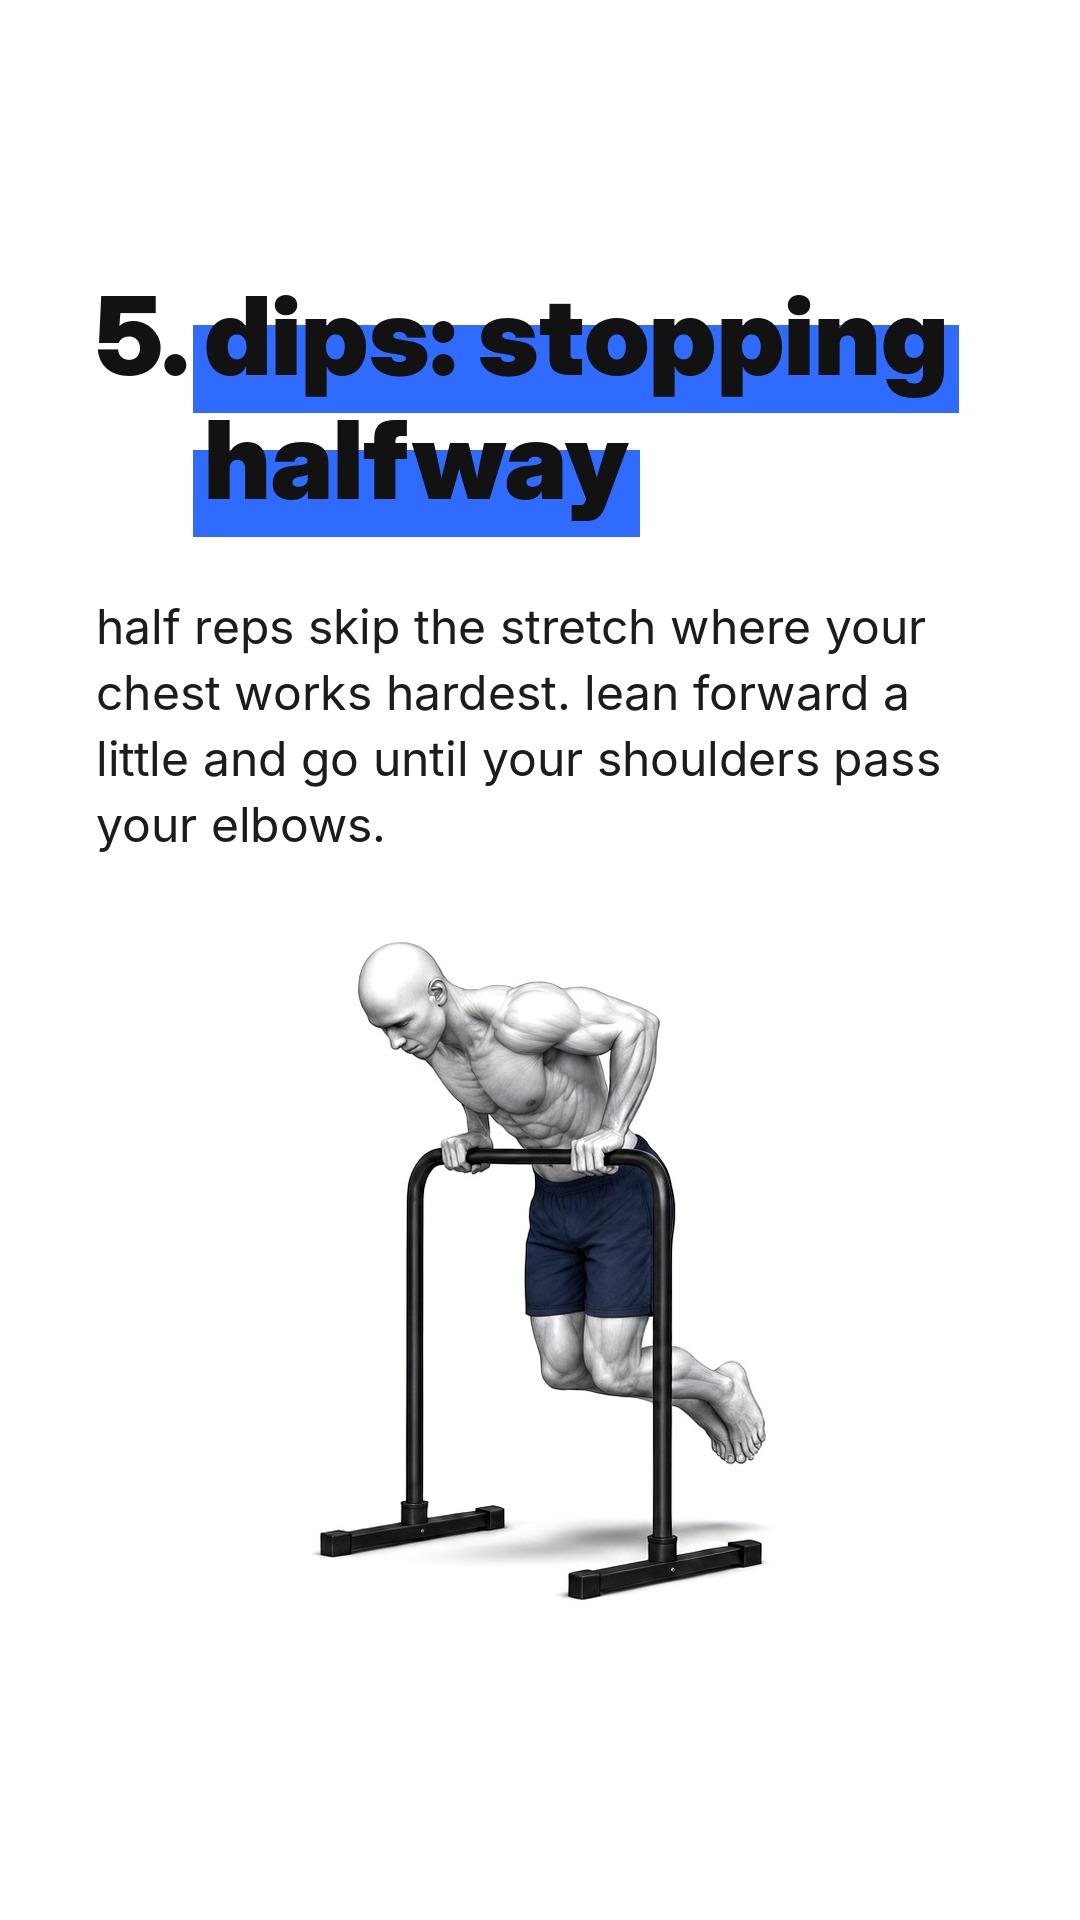 5. dips: stopping
halfway
half reps skip the stretch where your
chest works hardest. lean forward a
little and go until your shoulders pass
your elbows.